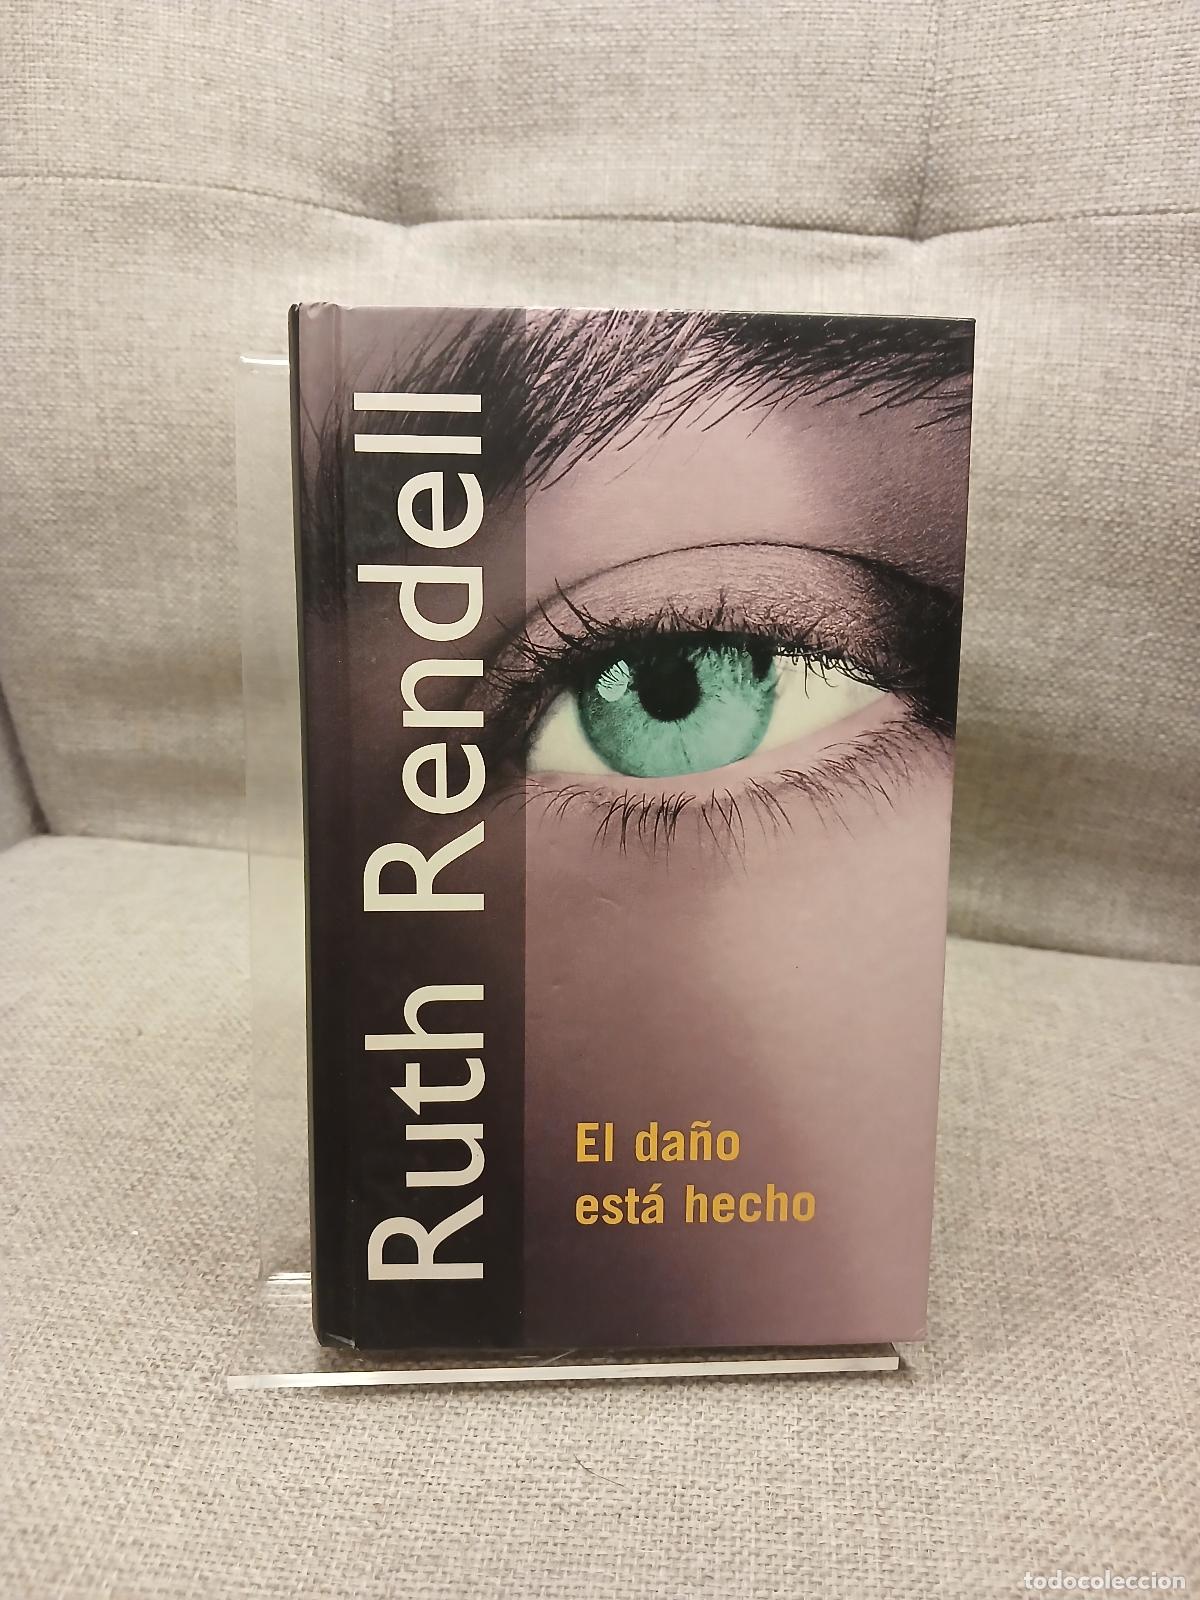 Ruth Rendell
El daño
está hecho
todocoleccion